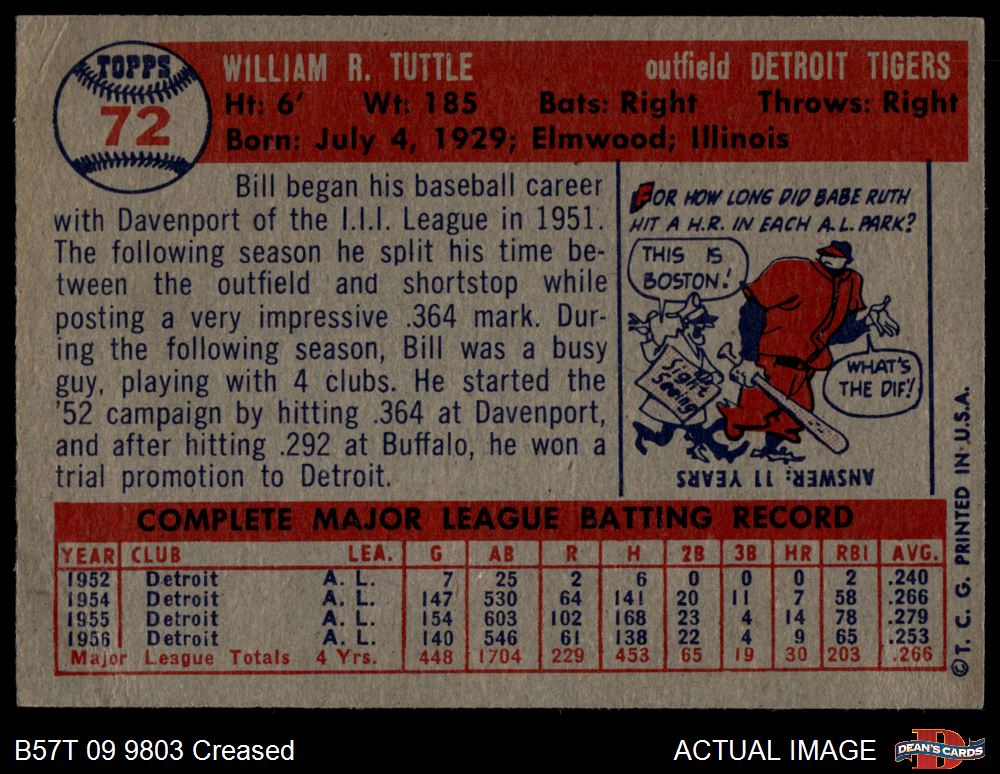 TOPPS
72
WILLIAM R. TUTTLE outfield DETROIT TIGERS
Ht: 6' Wt: 185 Bats: Right Throws: Right
Born: July 4, 1929; Elmwood; Illinois
Bill began his baseball career
with Davenport of the I.I.I. League in 1951.
The following season he split his time be-
tween the outfield and shortstop while
posting a very impressive .364 mark. Dur-
ing the following season, Bill was a busy
guy, playing with 4 clubs. He started the
'52 campaign by hitting .364 at Davenport,
and after hitting .292 at Buffalo, he won a
trial promotion to Detroit.
FOR HOW LONG DID BABE RUTH
HIT A H.R. IN EACH A.L. PARK?
THIS IS
BOSTON!
WHAT'S
THE DIF'!
Sight
Seeing
ANSWER: 11 YEARS
COMPLETE MAJOR LEAGUE BATTING RECORD
YEAR CLUB LEA. G AB R H 2B 3B HR RBI AVG.
1952 Detroit A. L. 7 25 2 6 0 0 0 2 .240
1954 Detroit A. L. 147 530 64 141 20 11 7 58 .266
1955 Detroit A. L. 154 603 102 168 23 4 14 78 .279
1956 Detroit A. L. 140 546 61 138 22 4 9 65 .253
Major League Totals 4 Yrs. 448 1704 229 453 65 19 30 203 .266
© T. C. G. PRINTED IN U.S.A.
B57T 09 9803 Creased
ACTUAL IMAGE
D
DEAN'S CARDS